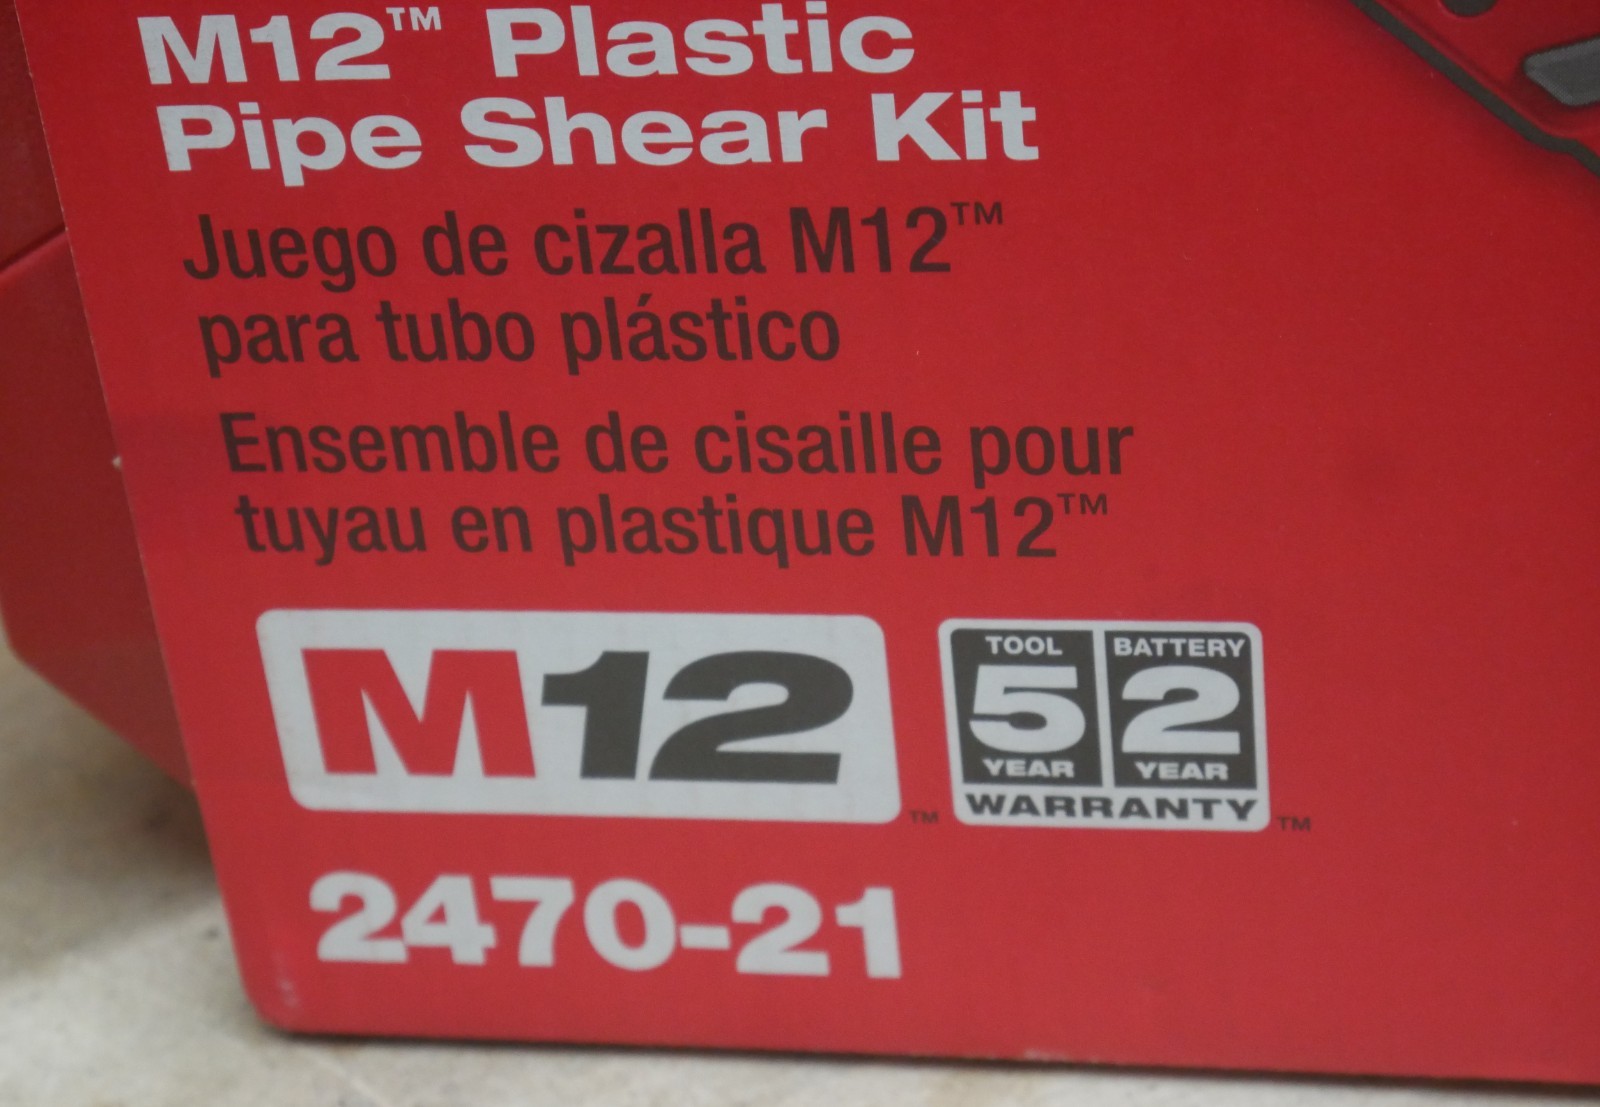 M12™ Plastic
Pipe Shear Kit
Juego de cizalla M12™
para tubo plástico
Ensemble de cisaille pour
tuyau en plastique M12™
M12™
TOOL 5 YEAR
BATTERY 2 YEAR
WARRANTY™
2470-21